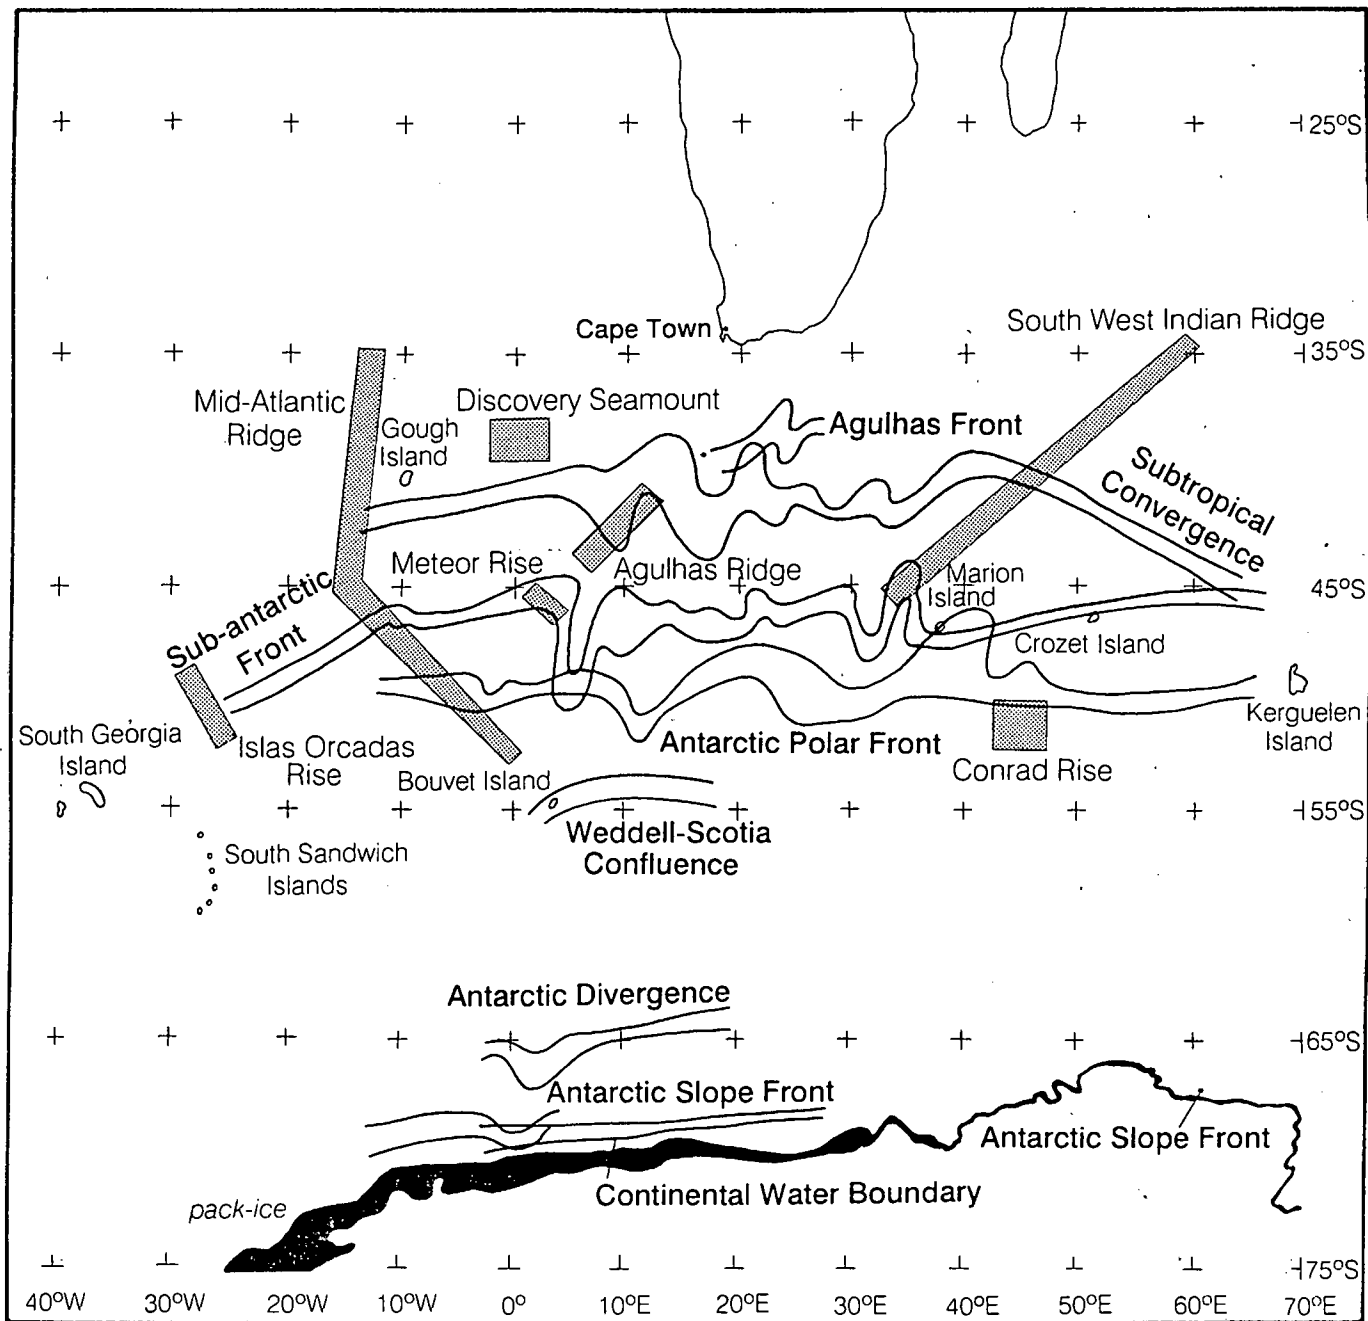 25°S
Cape Town
South West Indian Ridge
35°S
Mid-Atlantic
Ridge
Discovery Seamount
Gough
Island
Agulhas Front
Subtropical
Convergence
Meteor Rise
Agulhas Ridge
Marion
Island
45°S
Sub-antarctic
Front
Crozet Island
South Georgia
Island
Islas Orcadas
Rise
Bouvet Island
Antarctic Polar Front
Conrad Rise
Kerguelen
Island
55°S
Weddell-Scotia
Confluence
South Sandwich
Islands
Antarctic Divergence
65°S
Antarctic Slope Front
Antarctic Slope Front
Continental Water Boundary
pack-ice
75°S
40°W 30°W 20°W 10°W 0° 10°E 20°E 30°E 40°E 50°E 60°E 70°E